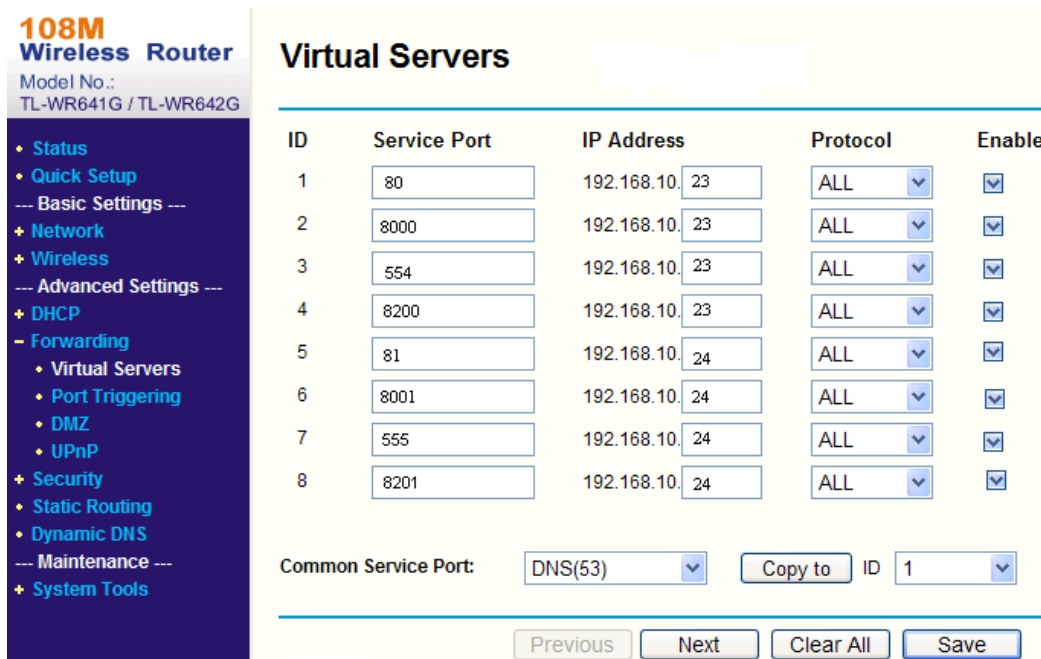 108M
Wireless Router
Model No.:
TL-WR641G / TL-WR642G
• Status
• Quick Setup
--- Basic Settings ---
+ Network
+ Wireless
--- Advanced Settings ---
+ DHCP
− Forwarding
• Virtual Servers
• Port Triggering
• DMZ
• UPnP
+ Security
• Static Routing
• Dynamic DNS
--- Maintenance ---
+ System Tools
Virtual Servers
ID Service Port IP Address Protocol Enable
1 80 192.168.10. 23 ALL
2 8000 192.168.10. 23 ALL
3 554 192.168.10. 23 ALL
4 8200 192.168.10. 23 ALL
5 81 192.168.10. 24 ALL
6 8001 192.168.10. 24 ALL
7 555 192.168.10. 24 ALL
8 8201 192.168.10. 24 ALL
Common Service Port: DNS(53) Copy to ID 1
Previous Next Clear All Save